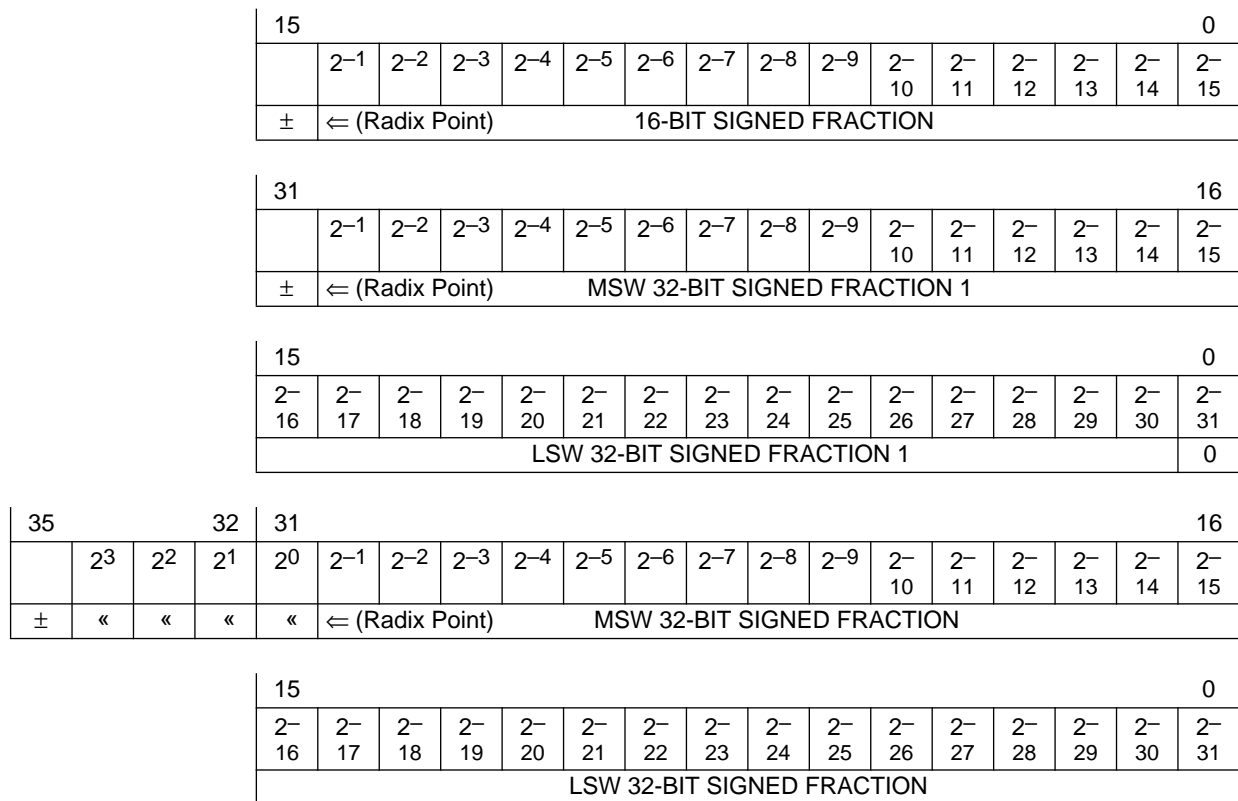 15 0
2–1 2–2 2–3 2–4 2–5 2–6 2–7 2–8 2–9 2–10 2–11 2–12 2–13 2–14 2–15
± ⇐ (Radix Point) 16-BIT SIGNED FRACTION
31 16
2–1 2–2 2–3 2–4 2–5 2–6 2–7 2–8 2–9 2–10 2–11 2–12 2–13 2–14 2–15
± ⇐ (Radix Point) MSW 32-BIT SIGNED FRACTION 1
15 0
2–16 2–17 2–18 2–19 2–20 2–21 2–22 2–23 2–24 2–25 2–26 2–27 2–28 2–29 2–30 2–31
LSW 32-BIT SIGNED FRACTION 1 0
35 32 31 16
23 22 21 20 2–1 2–2 2–3 2–4 2–5 2–6 2–7 2–8 2–9 2–10 2–11 2–12 2–13 2–14 2–15
± « « « « ⇐ (Radix Point) MSW 32-BIT SIGNED FRACTION
15 0
2–16 2–17 2–18 2–19 2–20 2–21 2–22 2–23 2–24 2–25 2–26 2–27 2–28 2–29 2–30 2–31
LSW 32-BIT SIGNED FRACTION